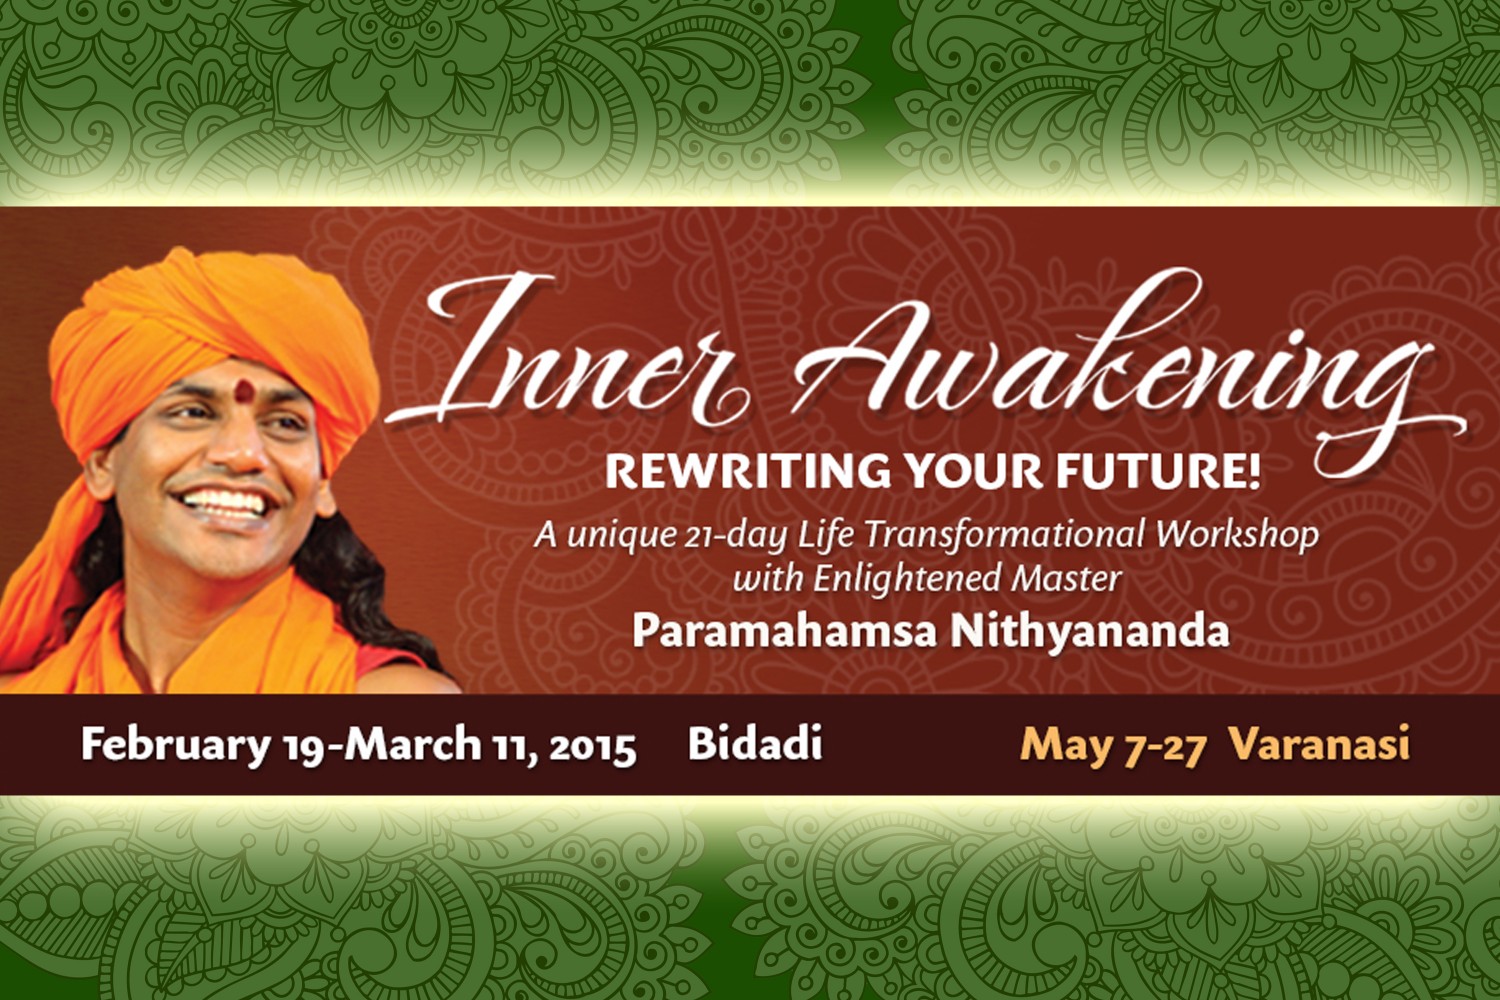 Inner Awakening
REWRITING YOUR FUTURE!
A unique 21-day Life Transformational Workshop
with Enlightened Master
Paramahamsa Nithyananda
February 19-March 11, 2015 Bidadi May 7-27 Varanasi